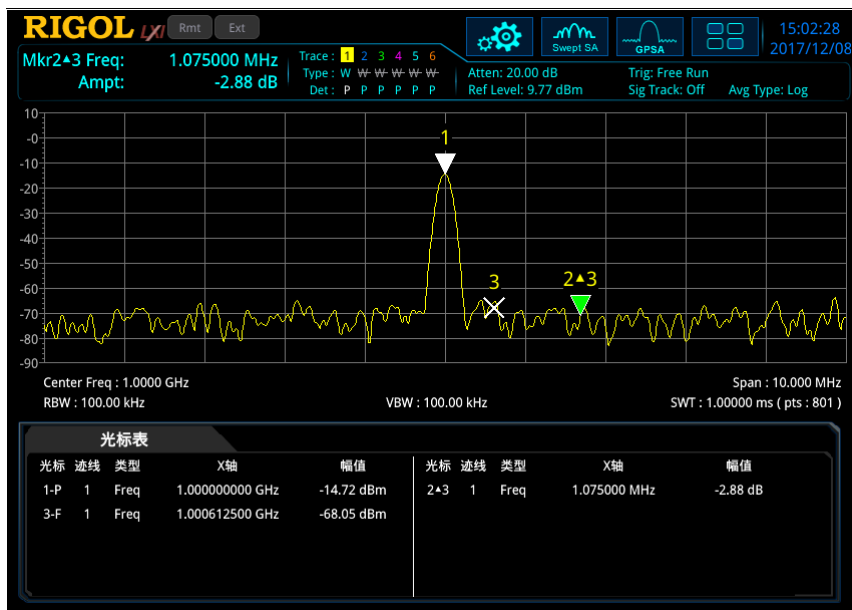 RIGOL LXI Rmt Ext
Swept SA GPSA
15:02:28
2017/12/08
Mkr2▲3 Freq: 1.075000 MHz
Ampt: -2.88 dB
Trace : 1 2 3 4 5 6
Type : W W W W W W
Det : P P P P P P
Atten: 20.00 dB Trig: Free Run
Ref Level: 9.77 dBm Sig Track: Off Avg Type: Log
10
-0
-10
-20
-30
-40
-50
-60
-70
-80
-90
1
3
2▲3
Center Freq : 1.0000 GHz Span : 10.000 MHz
RBW : 100.00 kHz VBW : 100.00 kHz SWT : 1.00000 ms ( pts : 801 )
光标表
光标 迹线 类型 X轴 幅值 光标 迹线 类型 X轴 幅值
1-P 1 Freq 1.000000000 GHz -14.72 dBm 2▲3 1 Freq 1.075000 MHz -2.88 dB
3-F 1 Freq 1.000612500 GHz -68.05 dBm